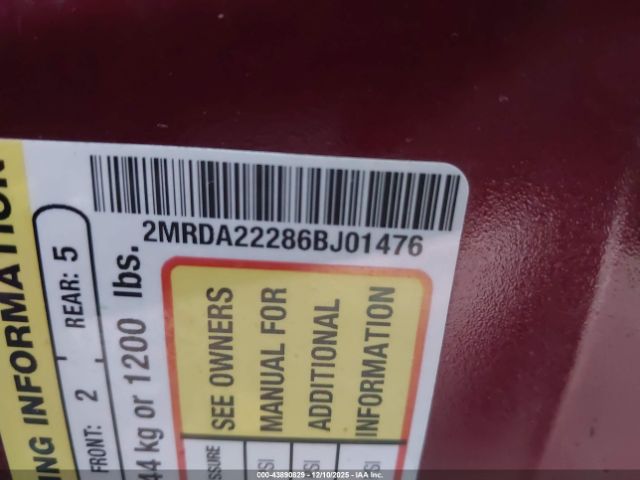 2MRDA22286BJ01476
SEE OWNERS
MANUAL FOR
ADDITIONAL
INFORMATION
ING INFORMATION
FRONT: 2
REAR: 5
44 kg or 1200 lbs.
000-43890829 - 12/10/2025 - IAAI Inc.